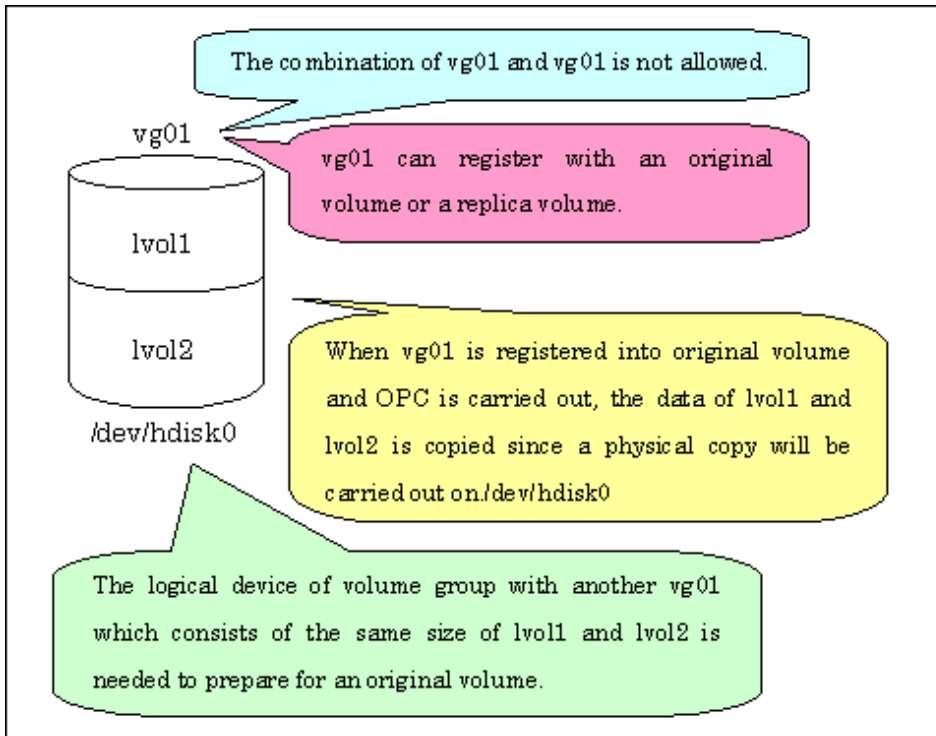 The combination of vg01 and vg01 is not allowed.
vg01
vg01 can register with an original
volume or a replica volume.
lvol1
lvol2
/dev/hdisk0
When vg01 is registered into original volume
and OPC is carried out, the data of lvol1 and
lvol2 is copied since a physical copy will be
carried out on./dev/hdisk0
The logical device of volume group with another vg01
which consists of the same size of lvol1 and lvol2 is
needed to prepare for an original volume.